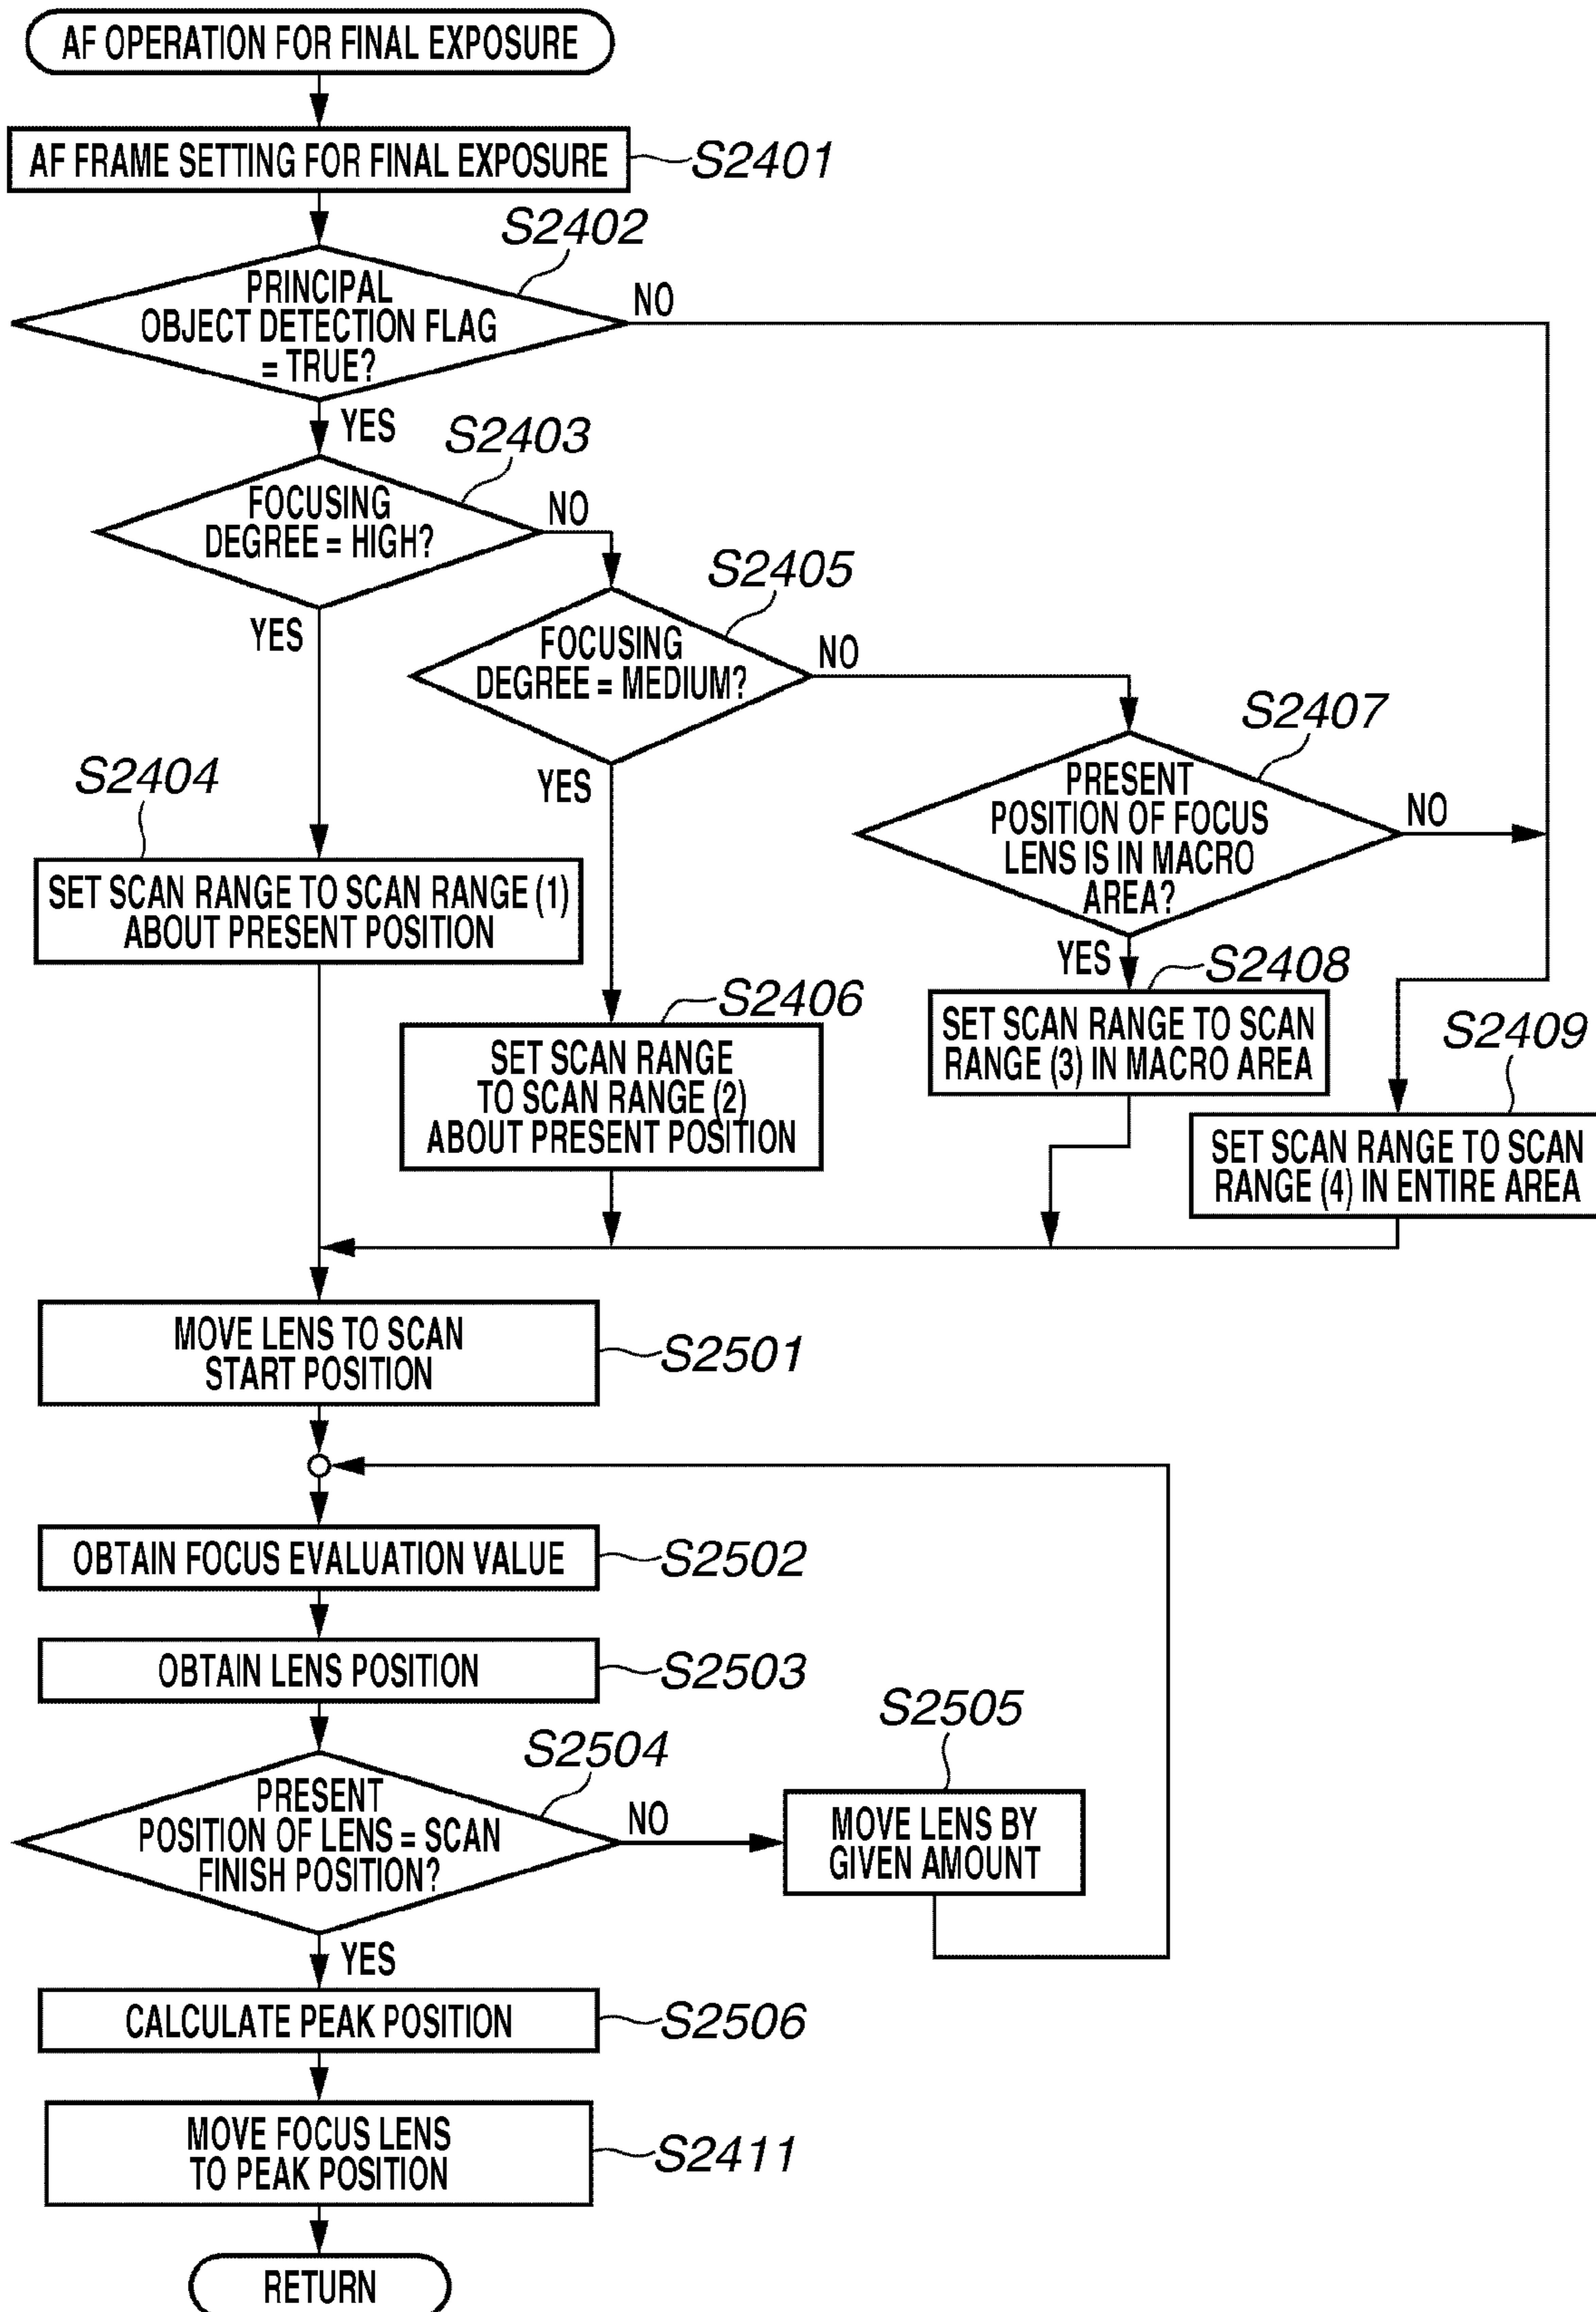 AF OPERATION FOR FINAL EXPOSURE
AF FRAME SETTING FOR FINAL EXPOSURE
S2401
S2402
PRINCIPAL
OBJECT DETECTION FLAG
= TRUE?
NO
YES
S2403
FOCUSING
DEGREE = HIGH?
NO
YES
S2405
FOCUSING
DEGREE = MEDIUM?
NO
YES
S2407
PRESENT
POSITION OF FOCUS
LENS IS IN MACRO
AREA?
NO
YES
S2404
SET SCAN RANGE TO SCAN RANGE (1)
ABOUT PRESENT POSITION
S2406
SET SCAN RANGE
TO SCAN RANGE (2)
ABOUT PRESENT POSITION
S2408
SET SCAN RANGE TO SCAN
RANGE (3) IN MACRO AREA
S2409
SET SCAN RANGE TO SCAN
RANGE (4) IN ENTIRE AREA
MOVE LENS TO SCAN
START POSITION
S2501
OBTAIN FOCUS EVALUATION VALUE
S2502
OBTAIN LENS POSITION
S2503
S2504
PRESENT
POSITION OF LENS = SCAN
FINISH POSITION?
NO
YES
S2505
MOVE LENS BY
GIVEN AMOUNT
CALCULATE PEAK POSITION
S2506
MOVE FOCUS LENS
TO PEAK POSITION
S2411
RETURN